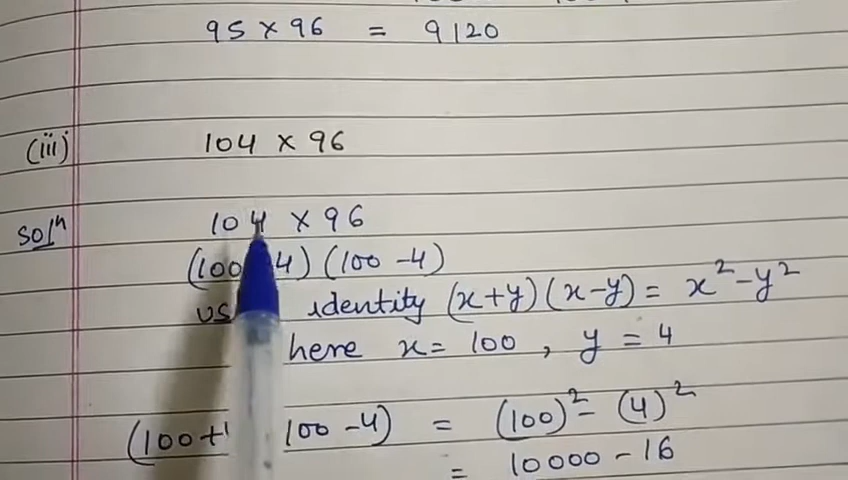 95 × 96 = 9120
(iii) 104 × 96
Solⁿ 104 × 96
(100 4) (100 - 4)
identity (x+y)(x-y) = x² - y²
here x = 100 , y = 4
(100+ 100 - 4) = (100)² - (4)²
= 10000 - 16